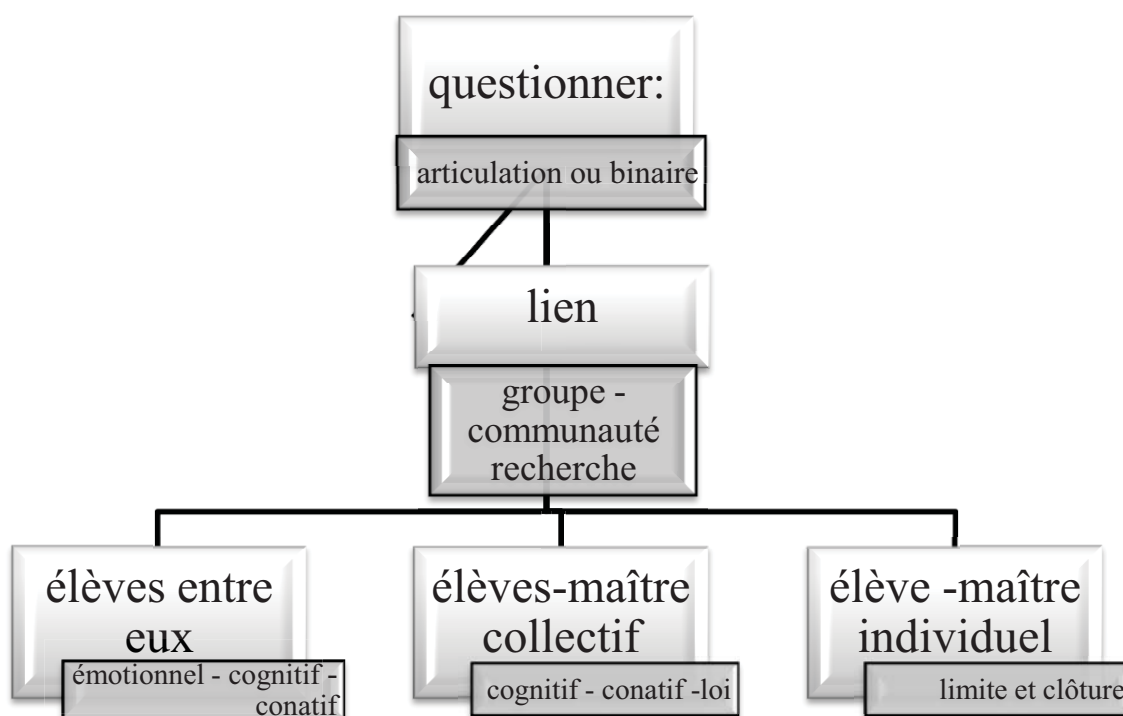 questionner:
articulation ou binaire
lien
groupe -
communauté
recherche
élèves entre
eux
émotionnel - cognitif -
conatif
élèves-maître
collectif
cognitif - conatif -loi
élève -maître
individuel
limite et clôture